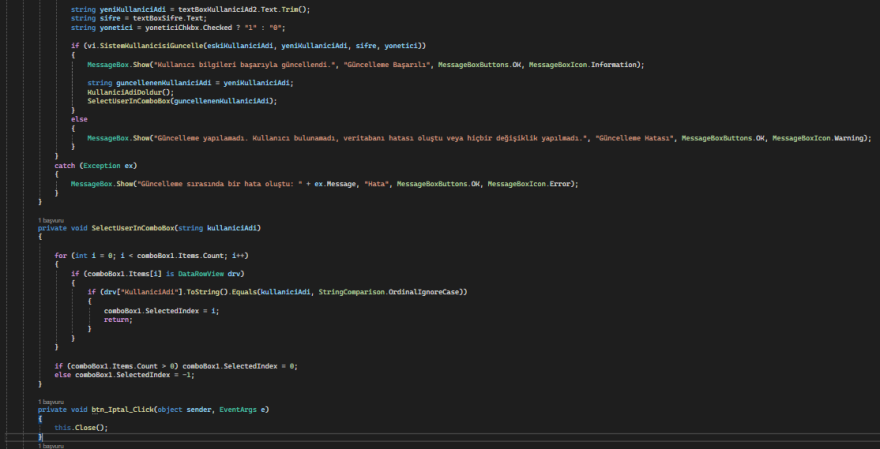 string yeniKullaniciAdi = textBoxKullaniciAd2.Text.Trim();
string sifre = textBoxSifre.Text;
string yonetici = yoneticiChkbx.Checked ? "1" : "0";
if (vi.SistemKullanicisiGuncelle(eskiKullaniciAdi, yeniKullaniciAdi, sifre, yonetici))
{
MessageBox.Show("Kullanıcı bilgileri başarıyla güncellendi.", "Güncelleme Başarılı", MessageBoxButtons.OK, MessageBoxIcon.Information);
string guncellenenKullaniciAdi = yeniKullaniciAdi;
KullaniciAdiDoldur();
SelectUserInComboBox(guncellenenKullaniciAdi);
}
else
{
MessageBox.Show("Güncelleme yapılamadı. Kullanıcı bulunamadı, veritabanı hatası oluştu veya hiçbir değişiklik yapılmadı.", "Güncelleme Hatası", MessageBoxButtons.OK, MessageBoxIcon.Warning);
}
}
catch (Exception ex)
{
MessageBox.Show("Güncelleme sırasında bir hata oluştu: " + ex.Message, "Hata", MessageBoxButtons.OK, MessageBoxIcon.Error);
}
}
1 başvuru
private void SelectUserInComboBox(string kullaniciAdi)
{
for (int i = 0; i < comboBox1.Items.Count; i++)
{
if (comboBox1.Items[i] is DataRowView drv)
{
if (drv["KullaniciAdi"].ToString().Equals(kullaniciAdi, StringComparison.OrdinalIgnoreCase))
{
comboBox1.SelectedIndex = i;
return;
}
}
}
if (comboBox1.Items.Count > 0) comboBox1.SelectedIndex = 0;
else comboBox1.SelectedIndex = -1;
}
1 başvuru
private void btn_Iptal_Click(object sender, EventArgs e)
{
this.Close();
}
1 başvuru